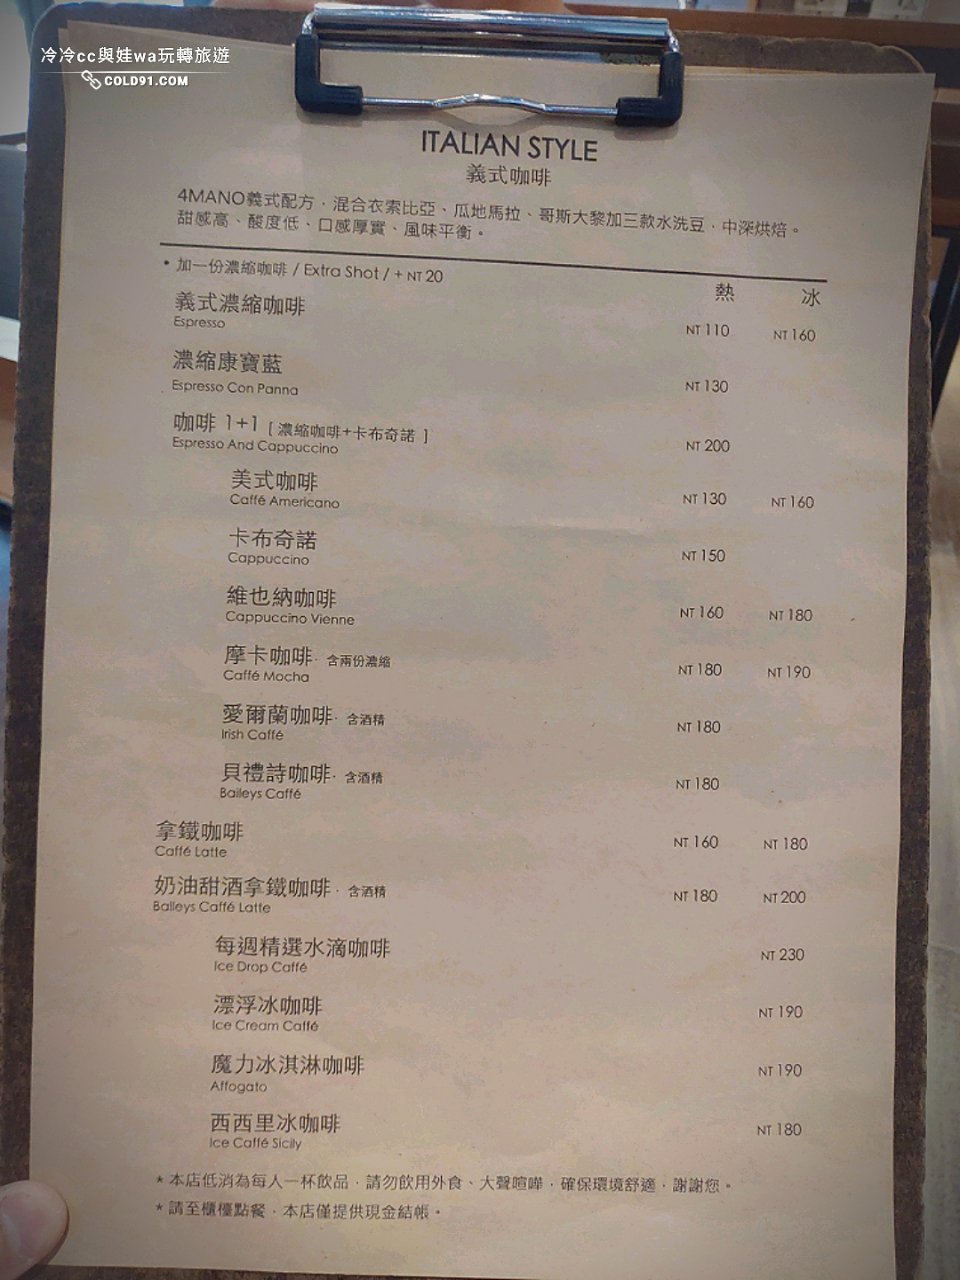 冷冷cc與娃wa玩轉旅遊
COLD91.COM
ITALIAN STYLE
義式咖啡
4MANO義式配方，混合衣索比亞、瓜地馬拉、哥斯大黎加三款水洗豆，中深烘焙。
甜感高、酸度低、口感厚實、風味平衡。
• 加一份濃縮咖啡 / Extra Shot / + NT 20
熱 冰
義式濃縮咖啡
Espresso NT 110 NT 160
濃縮康寶藍
Espresso Con Panna NT 130
咖啡 1+1 [ 濃縮咖啡+卡布奇諾 ]
Espresso And Cappuccino NT 200
美式咖啡
Caffé Americano NT 130 NT 160
卡布奇諾
Cappuccino NT 150
維也納咖啡
Cappuccino Vienne NT 160 NT 180
摩卡咖啡· 含兩份濃縮
Caffé Mocha NT 180 NT 190
愛爾蘭咖啡· 含酒精
Irish Caffé NT 180
貝禮詩咖啡· 含酒精
Baileys Caffé NT 180
拿鐵咖啡
Caffé Latte NT 160 NT 180
奶油甜酒拿鐵咖啡· 含酒精
Baileys Caffé Latte NT 180 NT 200
每週精選水滴咖啡
Ice Drop Caffé NT 230
漂浮冰咖啡
Ice Cream Caffé NT 190
魔力冰淇淋咖啡
Affogato NT 190
西西里冰咖啡
Ice Caffé Sicily NT 180
* 本店低消為每人一杯飲品，請勿飲用外食、大聲喧嘩，確保環境舒適，謝謝您。
* 請至櫃檯點餐，本店僅提供現金結帳。